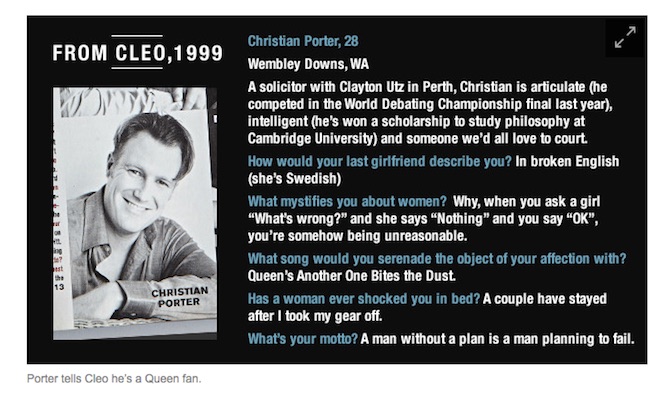 FROM CLEO, 1999
CHRISTIAN
PORTER
13
Christian Porter, 28
Wembley Downs, WA
A solicitor with Clayton Utz in Perth, Christian is articulate (he
competed in the World Debating Championship final last year),
intelligent (he's won a scholarship to study philosophy at
Cambridge University) and someone we'd all love to court.
How would your last girlfriend describe you? In broken English
(she's Swedish)
What mystifies you about women? Why, when you ask a girl
“What's wrong?” and she says “Nothing” and you say “OK”,
you're somehow being unreasonable.
What song would you serenade the object of your affection with?
Queen's Another One Bites the Dust.
Has a woman ever shocked you in bed? A couple have stayed
after I took my gear off.
What's your motto? A man without a plan is a man planning to fail.
Porter tells Cleo he's a Queen fan.